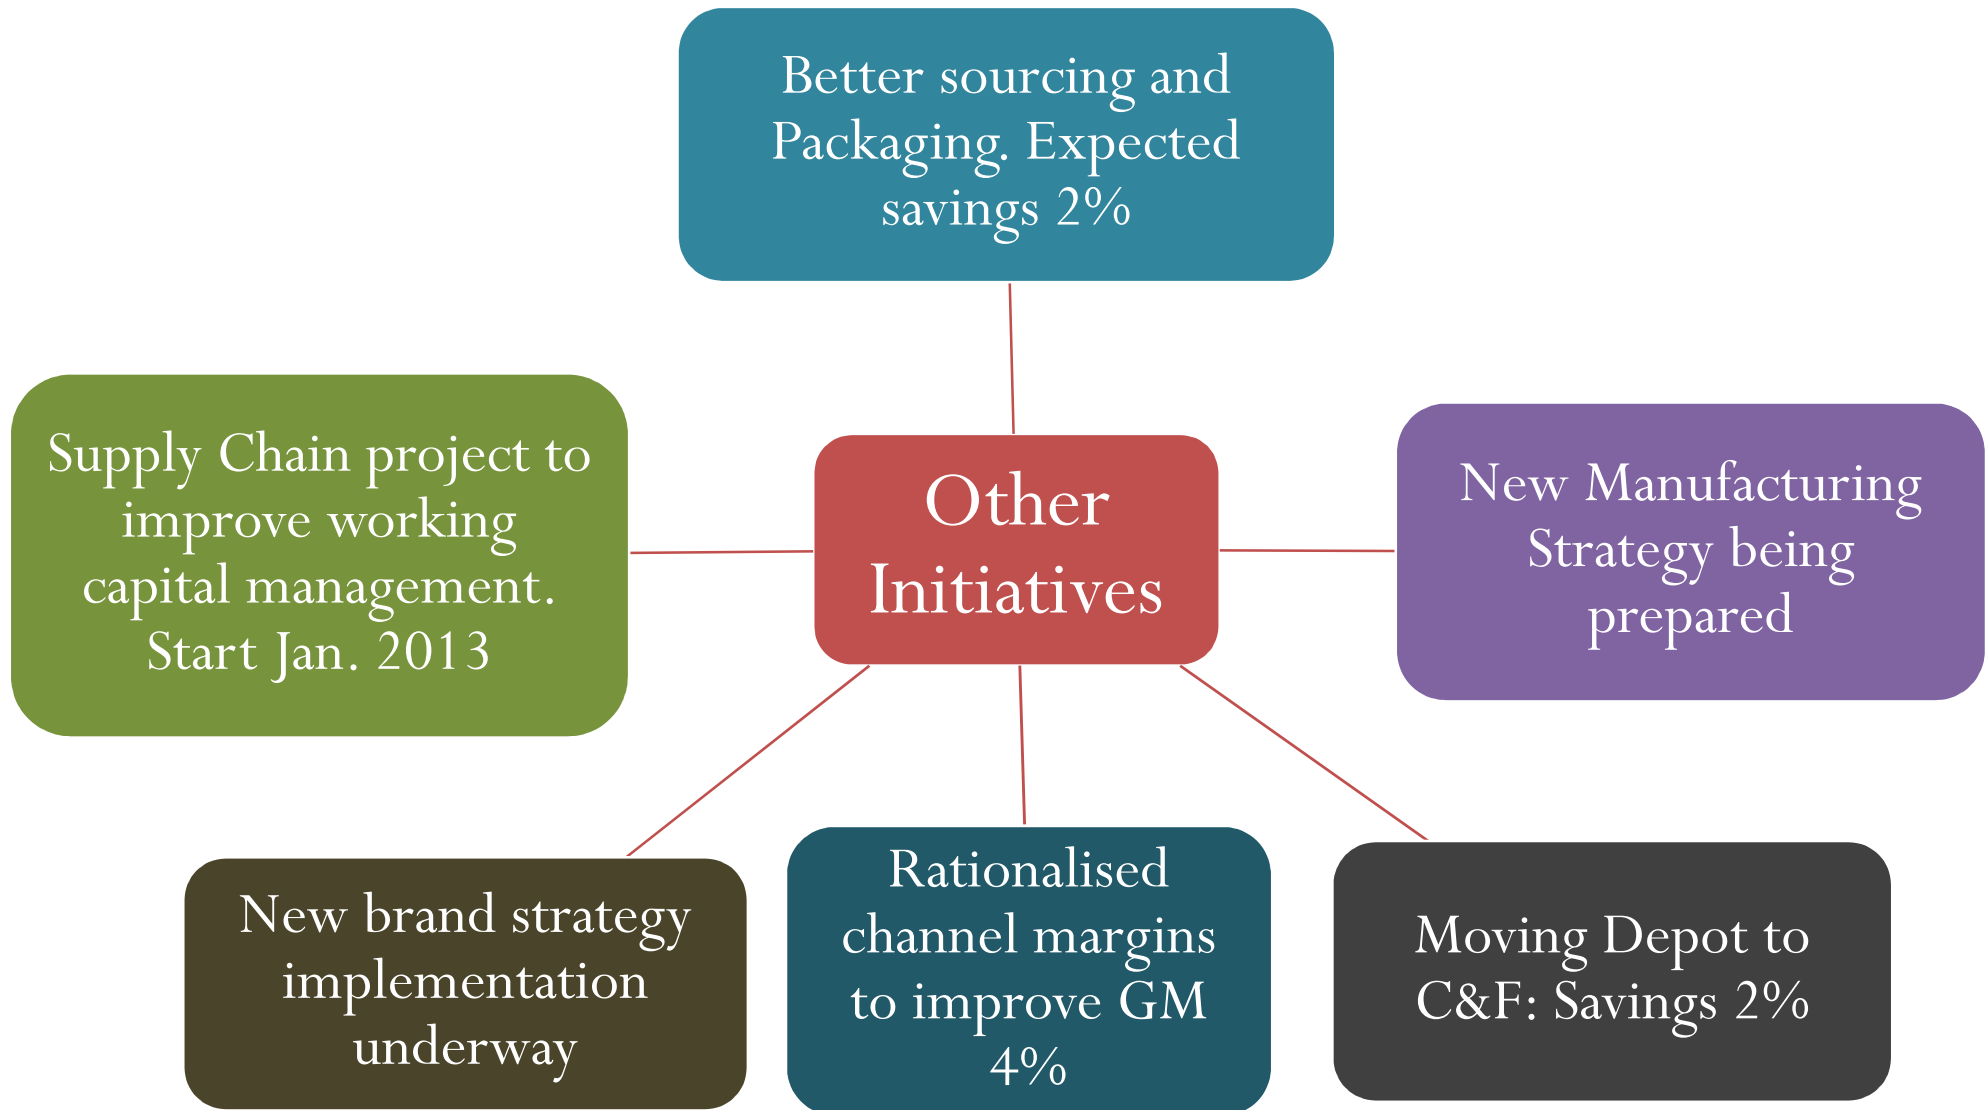 Better sourcing and
Packaging. Expected
savings 2%
Supply Chain project to
improve working
capital management.
Start Jan. 2013
Other
Initiatives
New Manufacturing
Strategy being
prepared
New brand strategy
implementation
underway
Rationalised
channel margins
to improve GM
4%
Moving Depot to
C&F: Savings 2%